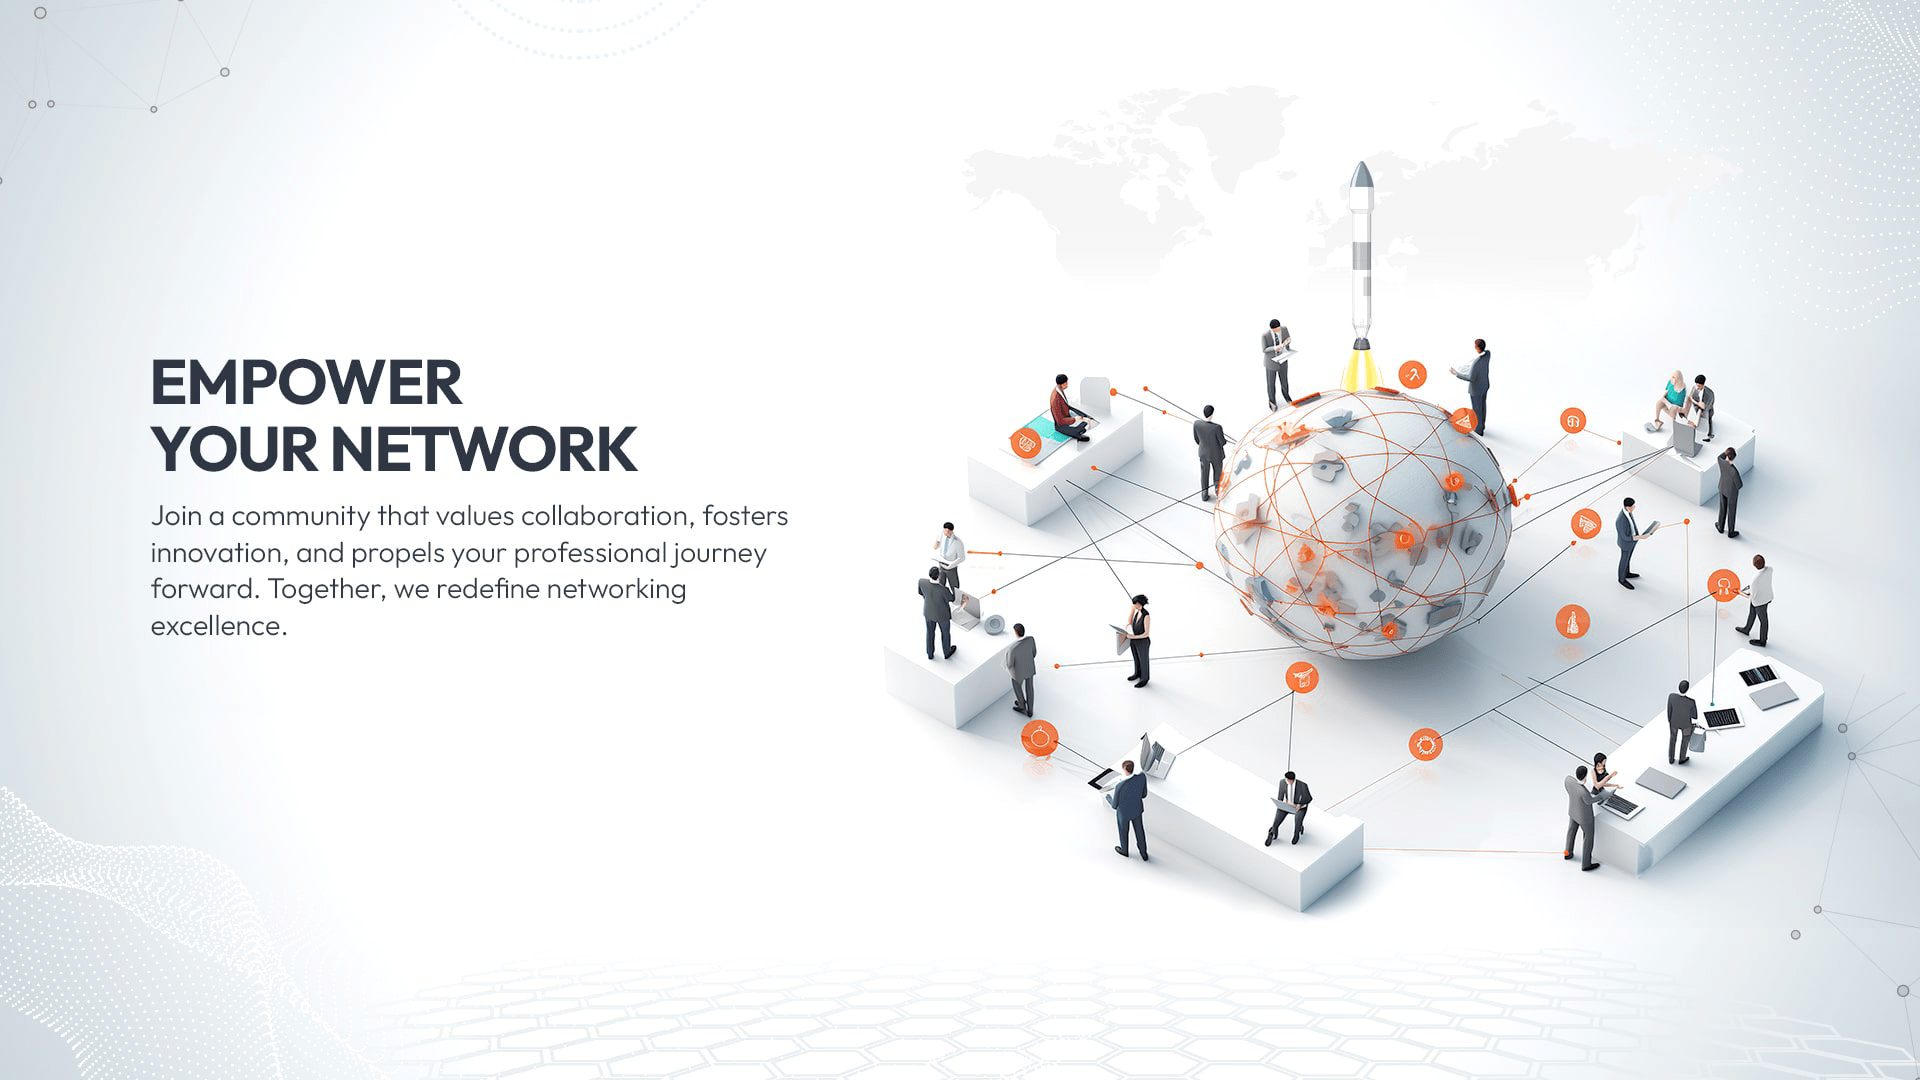 EMPOWER
YOUR NETWORK
Join a community that values collaboration, fosters
innovation, and propels your professional journey
forward. Together, we redefine networking
excellence.